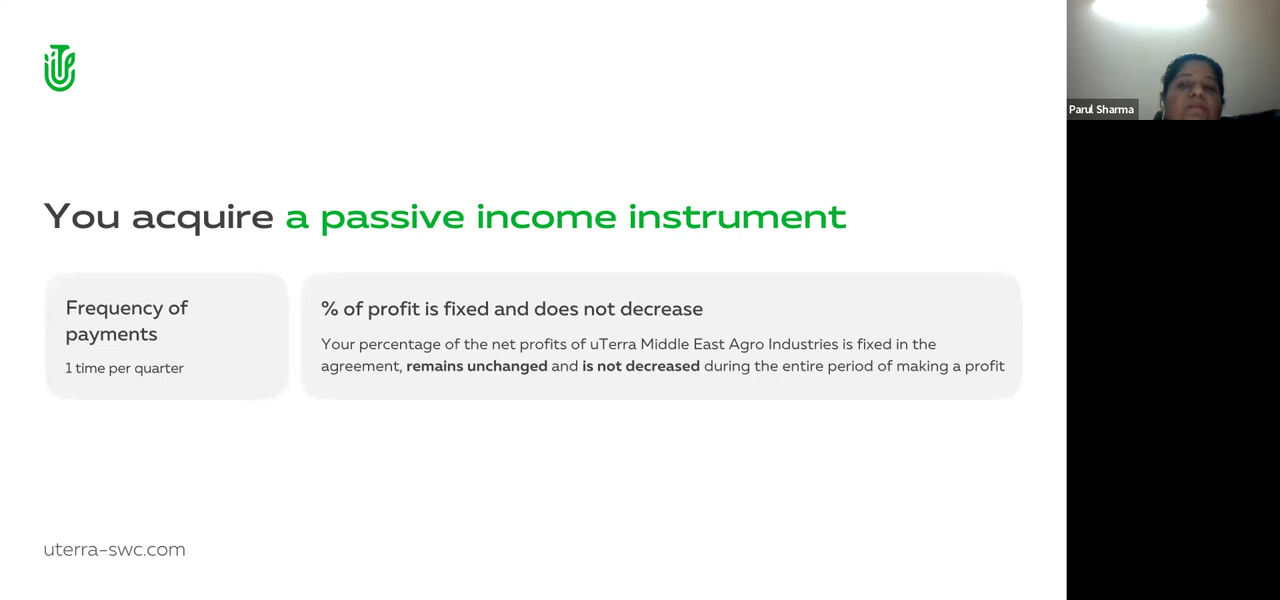 You acquire a passive income instrument
Frequency of
payments
1 time per quarter
% of profit is fixed and does not decrease
Your percentage of the net profits of uTerra Middle East Agro Industries is fixed in the
agreement, remains unchanged and is not decreased during the entire period of making a profit
uterra-swc.com
Parul Sharma